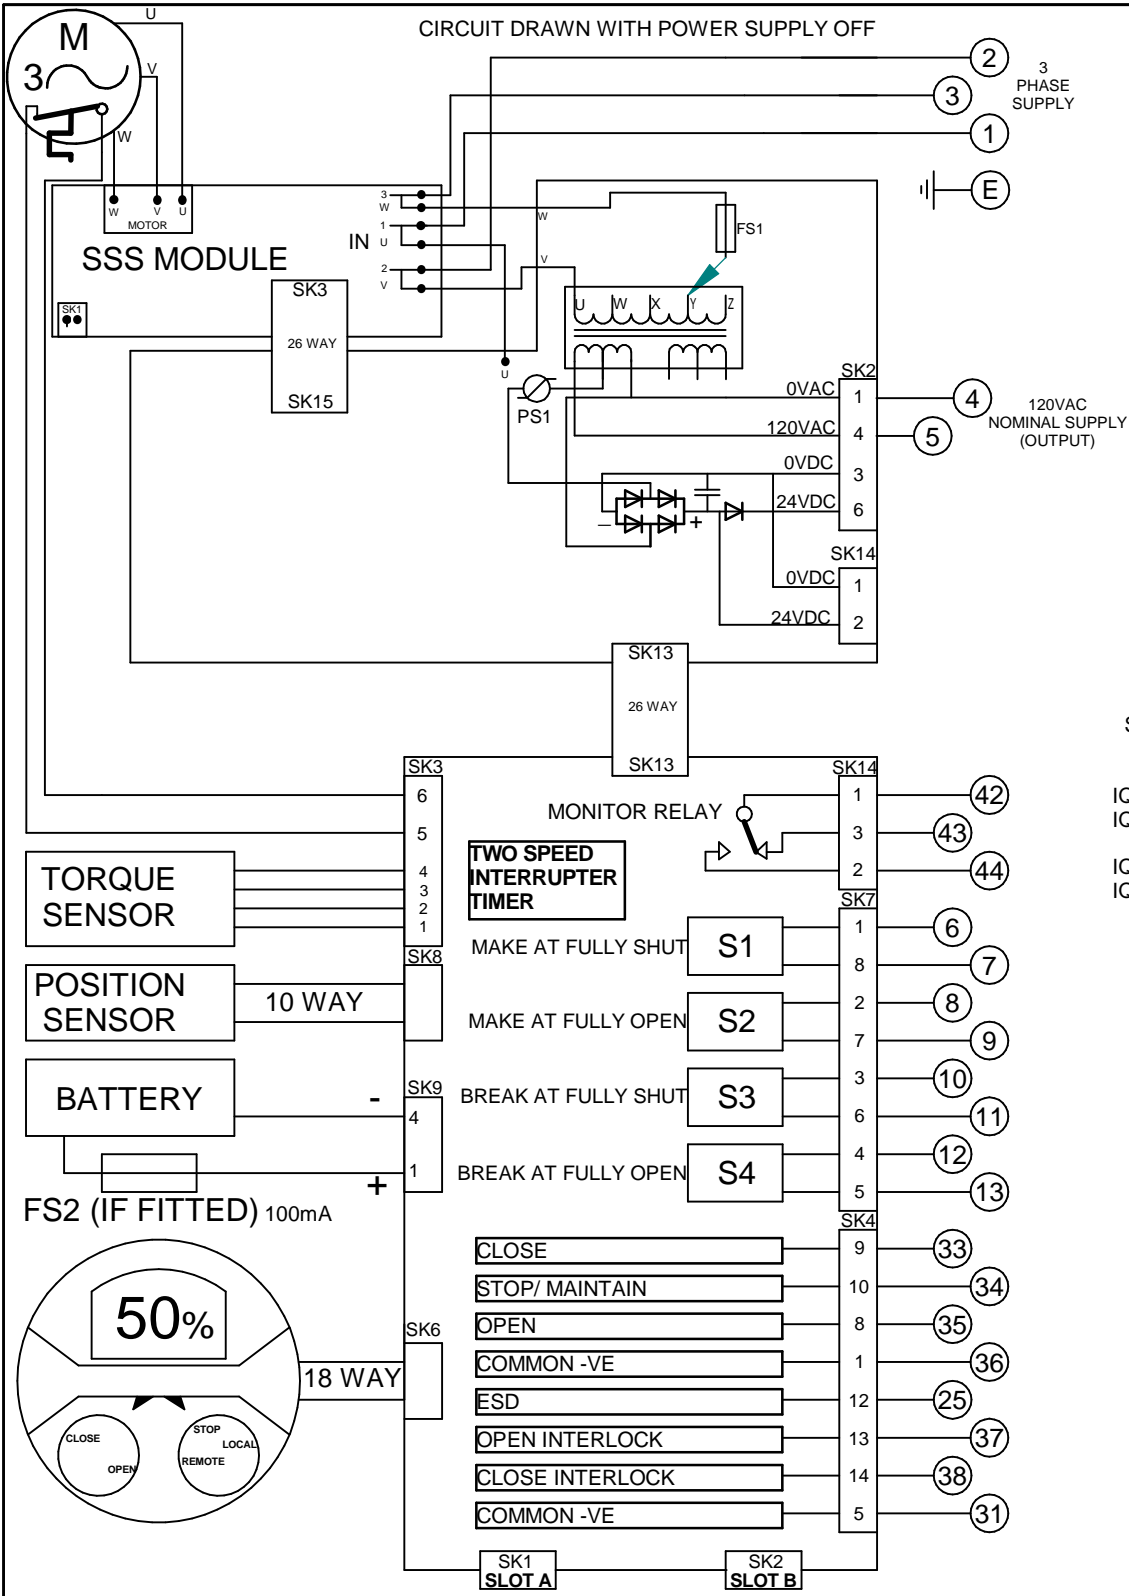 CIRCUIT DRAWN WITH POWER SUPPLY OFF
U
M
3
V
W
2
3
1
E
3
PHASE
SUPPLY
W V U
MOTOR
SSS MODULE
IN
3
W
1
U
2
V
W
V
FS1
SK1
SK3
26 WAY
SK15
U W X Y Z
U
PS1
SK2
0VAC 1 4
120VAC 4 5
120VAC
NOMINAL SUPPLY
(OUTPUT)
0VDC 3
24VDC 6
– +
SK14
0VDC 1
24VDC 2
SK13
26 WAY
SK13
S
SK3
6
5
4
3
2
1
TWO SPEED
INTERRUPTER
TIMER
MONITOR RELAY
SK14
1 42
3 43
2 44
IQ
IQ
IQ
IQ
TORQUE
SENSOR
SK7
MAKE AT FULLY SHUT S1 1 6
8 7
MAKE AT FULLY OPEN S2 2 8
7 9
BREAK AT FULLY SHUT S3 3 10
6 11
BREAK AT FULLY OPEN S4 4 12
5 13
POSITION
SENSOR
10 WAY
SK8
BATTERY
-
+
SK9
4
1
FS2 (IF FITTED) 100mA
SK4
CLOSE 9 33
STOP/ MAINTAIN 10 34
OPEN 8 35
COMMON -VE 1 36
ESD 12 25
OPEN INTERLOCK 13 37
CLOSE INTERLOCK 14 38
COMMON -VE 5 31
50%
18 WAY
SK6
CLOSE
OPEN
STOP
LOCAL
REMOTE
SK1
SLOT A
SK2
SLOT B